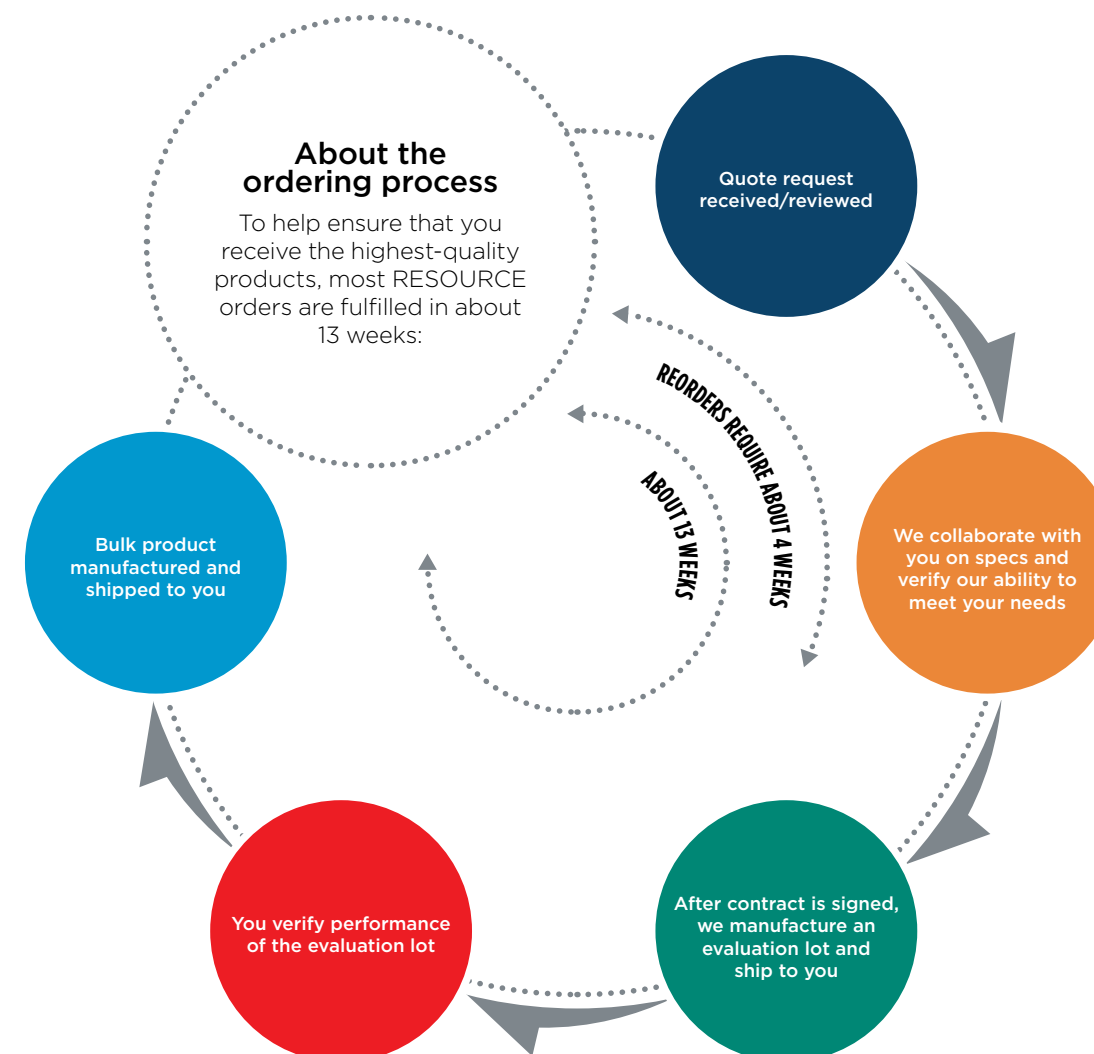 About the
ordering process
To help ensure that you
receive the highest-quality
products, most RESOURCE
orders are fulfilled in about
13 weeks:
Quote request
received/reviewed
We collaborate with
you on specs and
verify our ability to
meet your needs
After contract is signed,
we manufacture an
evaluation lot and
ship to you
You verify performance
of the evaluation lot
Bulk product
manufactured and
shipped to you
REORDERS REQUIRE ABOUT 4 WEEKS
ABOUT 13 WEEKS